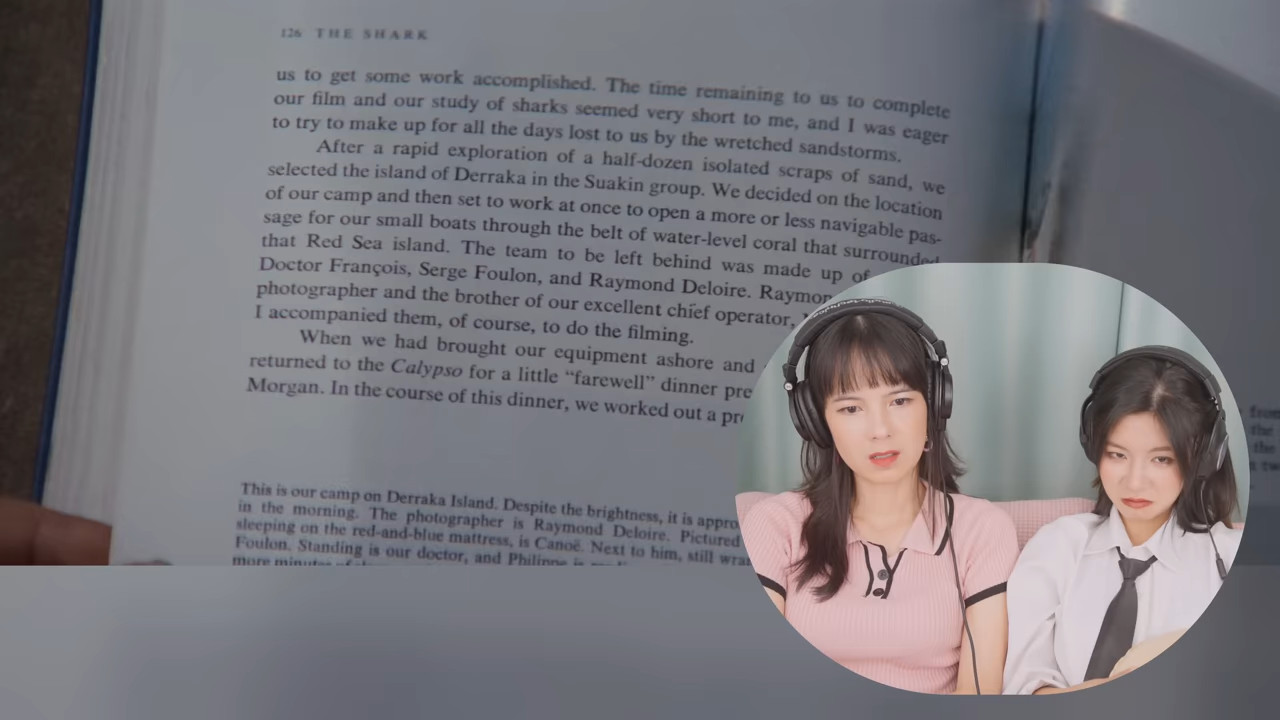 126 THE SHARK
us to get some work accomplished. The time remaining to us to complete
our film and our study of sharks seemed very short to me, and I was eager
to try to make up for all the days lost to us by the wretched sandstorms.
After a rapid exploration of a half-dozen isolated scraps of sand, we
selected the island of Derraka in the Suakin group. We decided on the location
of our camp and then set to work at once to open a more or less navigable pas-
sage for our small boats through the belt of water-level coral that surrounded
that Red Sea island. The team to be left behind was made up of
Doctor François, Serge Foulon, and Raymond Deloire.
photographer and the brother of our excellent chief operator,
I accompanied them, of course, to do the filming.
When we had brought our equipment ashore and
returned to the Calypso for a little “farewell” dinner
Morgan. In the course of this dinner, we worked out a
This is our camp on Derraka Island. Despite the brightness, it is
in the morning. The photographer is Raymond Deloire. Pictured
sleeping on the red-and-blue mattress, is Canoë. Next to him, still
Foulon. Standing is our doctor, and Philippe is
more minutes of
the
the